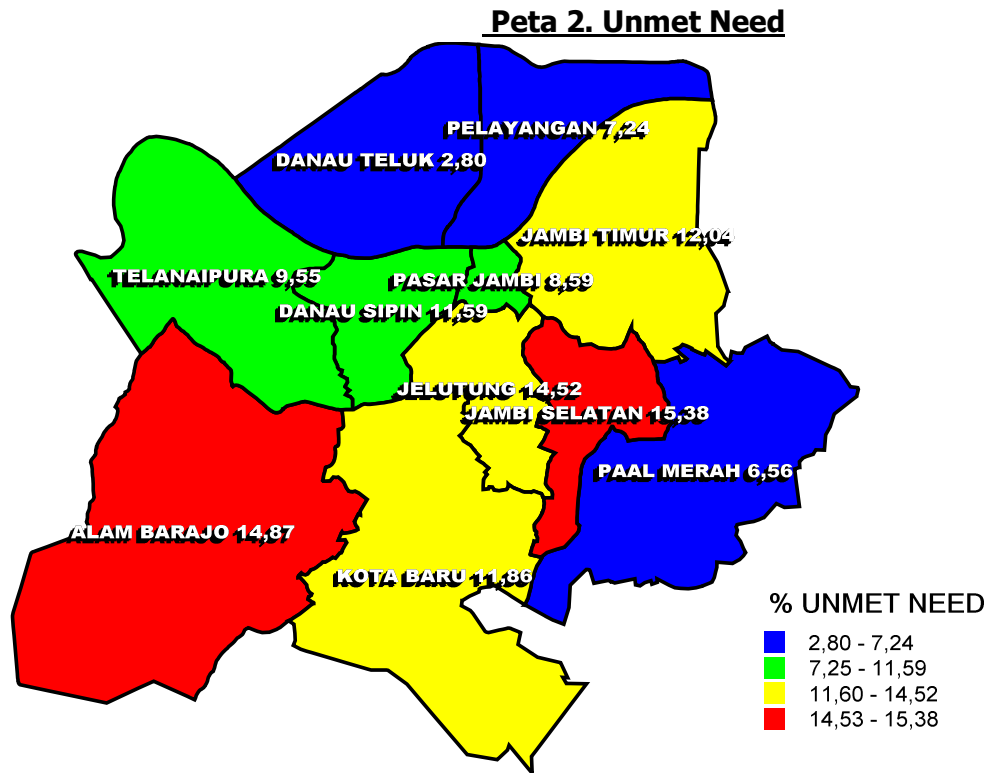 Peta 2. Unmet Need
PELAYANGAN 7,24
DANAU TELUK 2,80
JAMBI TIMUR 12,04
TELANAIPURA 9,55
PASAR JAMBI 8,59
DANAU SIPIN 11,59
JELUTUNG 14,52
JAMBI SELATAN 15,38
PAAL MERAH 6,56
ALAM BARAJO 14,87
KOTA BARU 11,86
% UNMET NEED
2,80 - 7,24
7,25 - 11,59
11,60 - 14,52
14,53 - 15,38